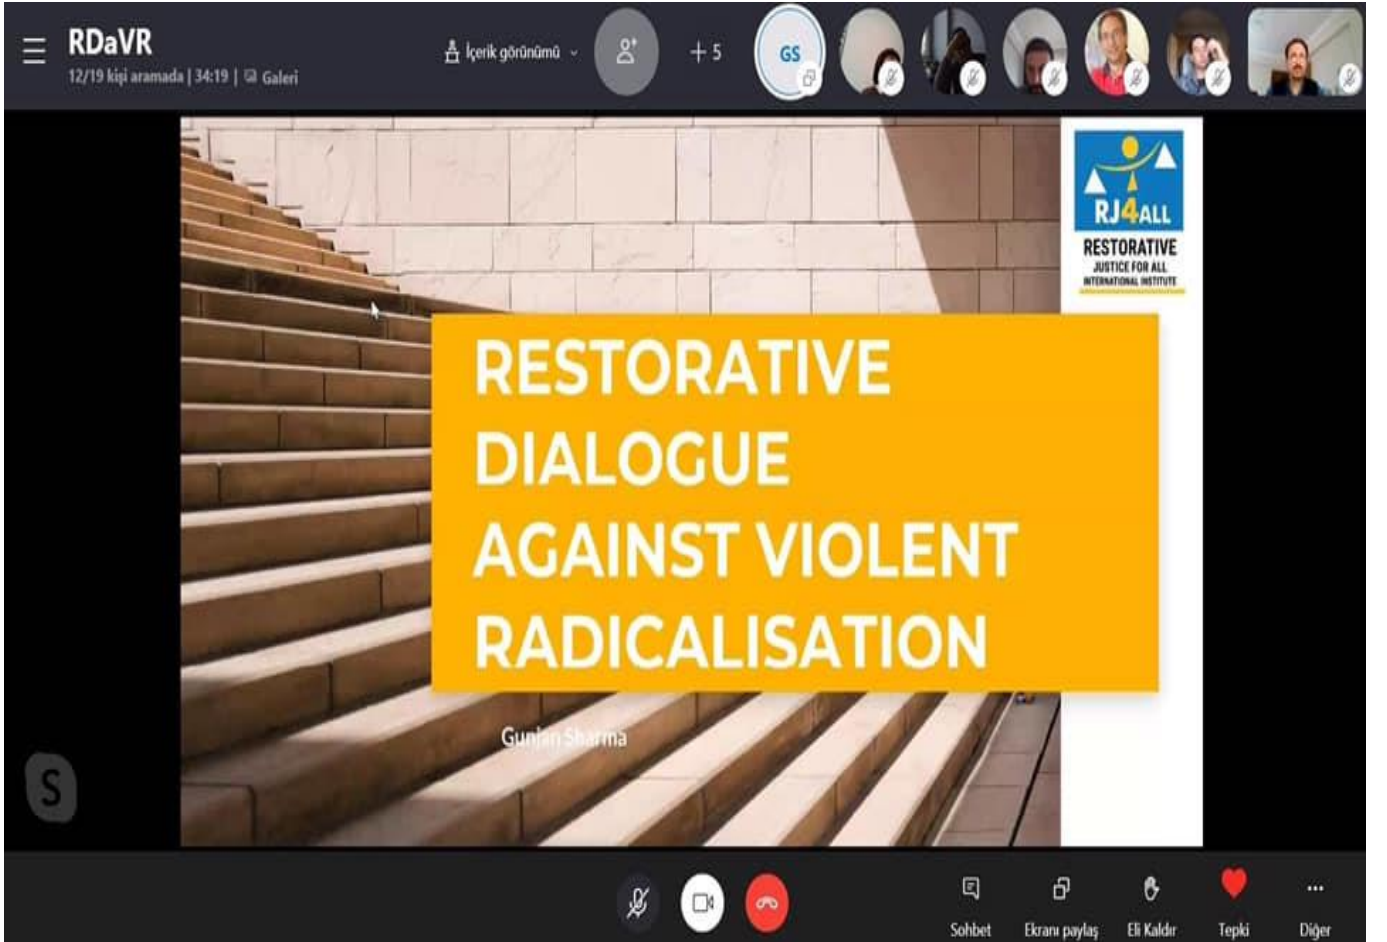 RDaVR
12/19 kişi aramada | 34:19 | Galeri
İçerik görünümü
+5
GS
RJ4ALL
RESTORATIVE
JUSTICE FOR ALL
INTERNATIONAL INSTITUTE
RESTORATIVE
DIALOGUE
AGAINST VIOLENT
RADICALISATION
Gunjan Sharma
S
Sohbet
Ekranı paylaş
Eli Kaldır
Tepki
Diğer